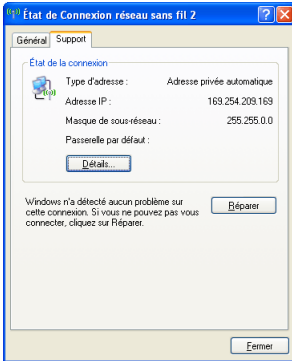 État de Connexion réseau sans fil 2
Général
Support
État de la connexion
Type d'adresse :
Adresse privée automatique
Adresse IP :
169.254.209.169
Masque de sous-réseau :
255.255.0.0
Passerelle par défaut :
Détails...
Windows n'a détecté aucun problème sur
cette connexion. Si vous ne pouvez pas vous
connecter, cliquez sur Réparer.
Réparer
Fermer